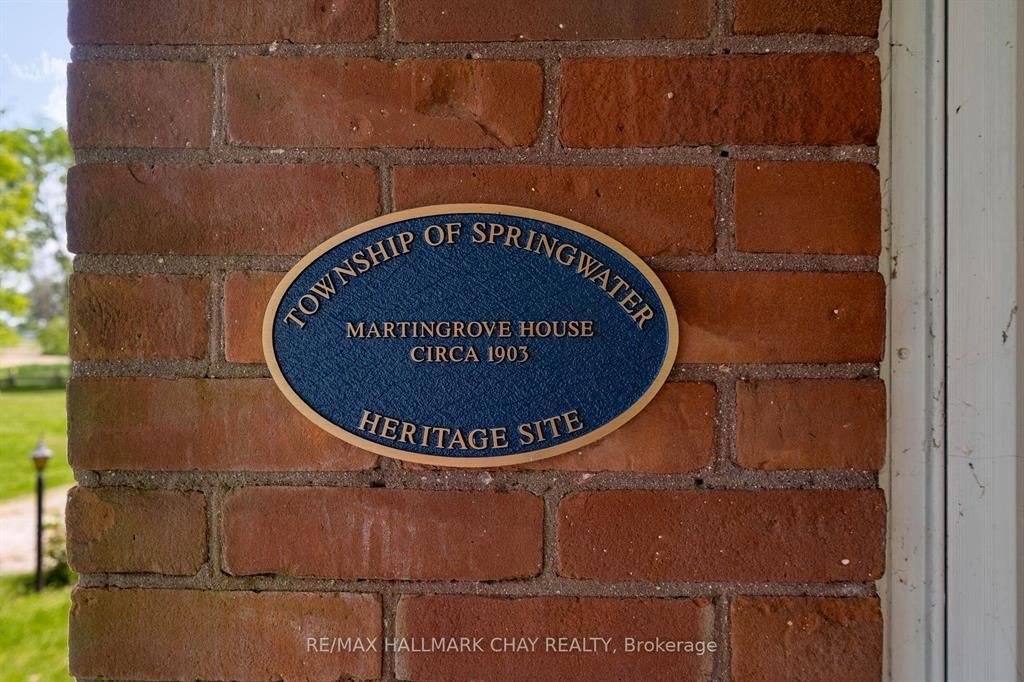 TOWNSHIP OF SPRINGWATER
MARTINGROVE HOUSE
CIRCA 1903
HERITAGE SITE
RE/MAX HALLMARK CHAY REALTY, Brokerage